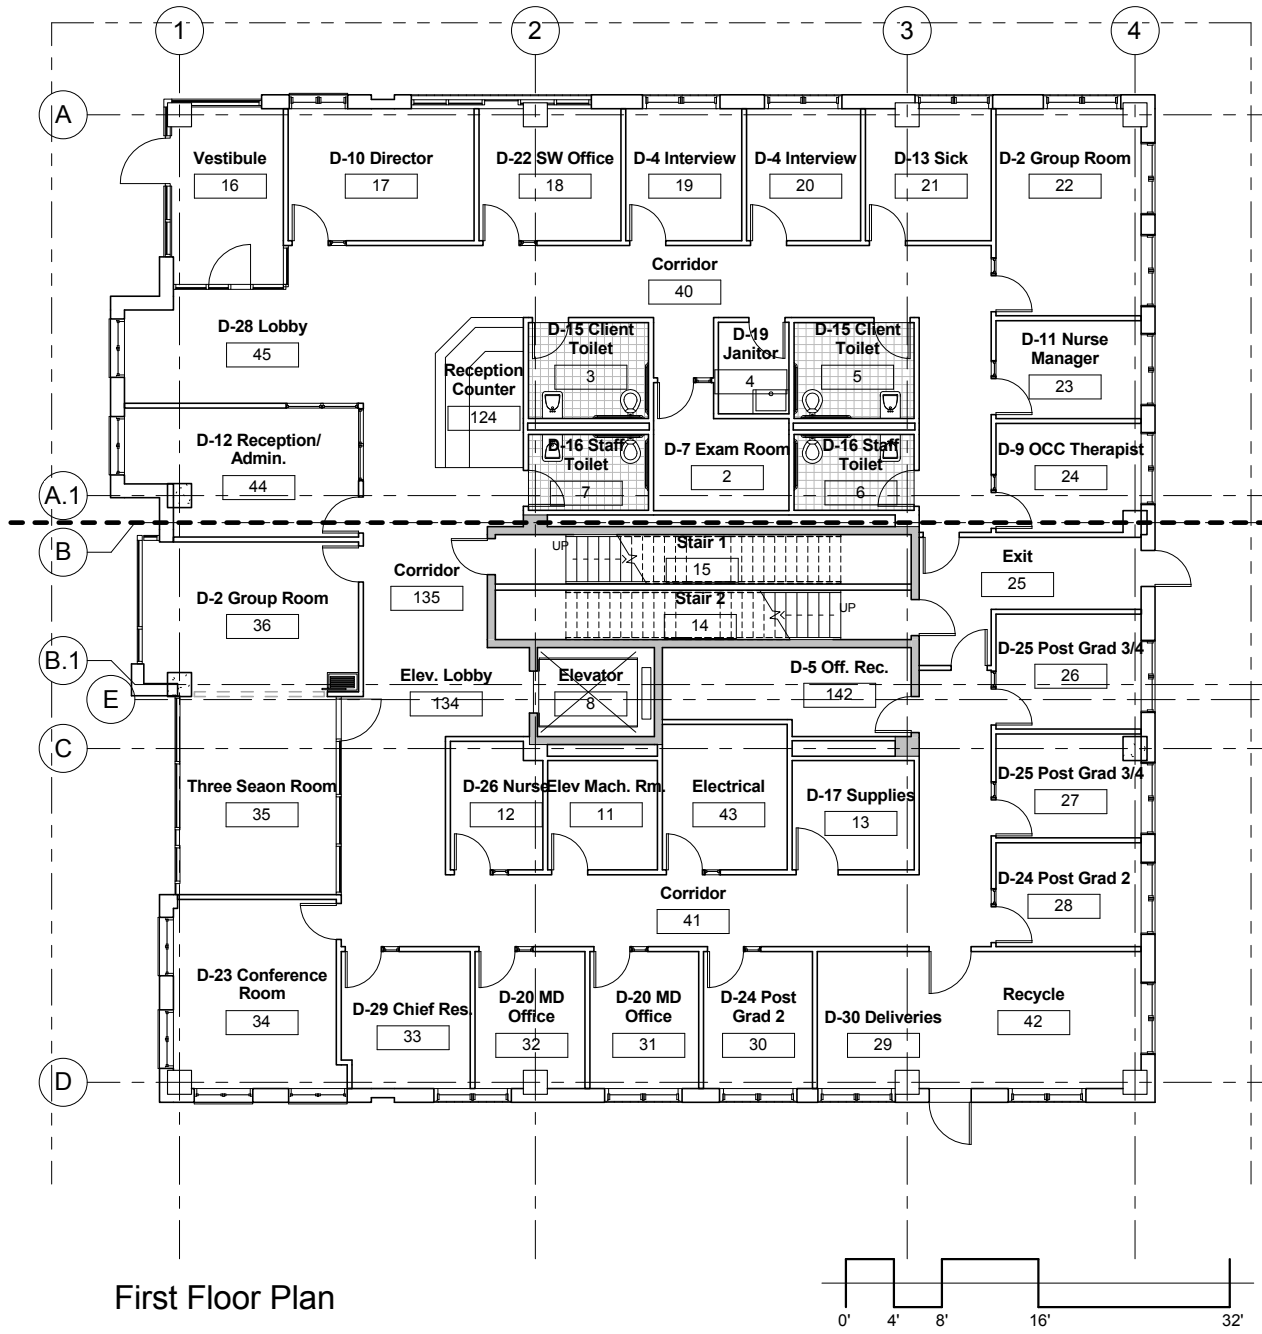 1
2
3
4
A
Vestibule
16
D-10 Director
17
D-22 SW Office
18
D-4 Interview
19
D-4 Interview
20
D-13 Sick
21
D-2 Group Room
22
Corridor
40
D-28 Lobby
45
Reception
Counter
124
D-15 Client
Toilet
3
D-19
Janitor
4
D-15 Client
Toilet
5
D-11 Nurse
Manager
23
D-12 Reception/
Admin.
44
D-16 Staff
Toilet
7
D-7 Exam Room
2
D-16 Staff
Toilet
6
D-9 OCC Therapist
24
A.1
B
UP
Stair 1
15
Exit
25
Corridor
135
D-2 Group Room
36
Stair 2
14
UP
D-25 Post Grad 3/4
26
B.1
E
Elev. Lobby
134
Elevator
8
D-5 Off. Rec.
142
C
Three Seaon Room
35
D-26 Nurse
12
Elev Mach. Rm.
11
Electrical
43
D-17 Supplies
13
D-25 Post Grad 3/4
27
D-24 Post Grad 2
28
Corridor
41
D-23 Conference
Room
34
D-29 Chief Res.
33
D-20 MD
Office
32
D-20 MD
Office
31
D-24 Post
Grad 2
30
D-30 Deliveries
29
Recycle
42
D
First Floor Plan
0' 4' 8' 16' 32'